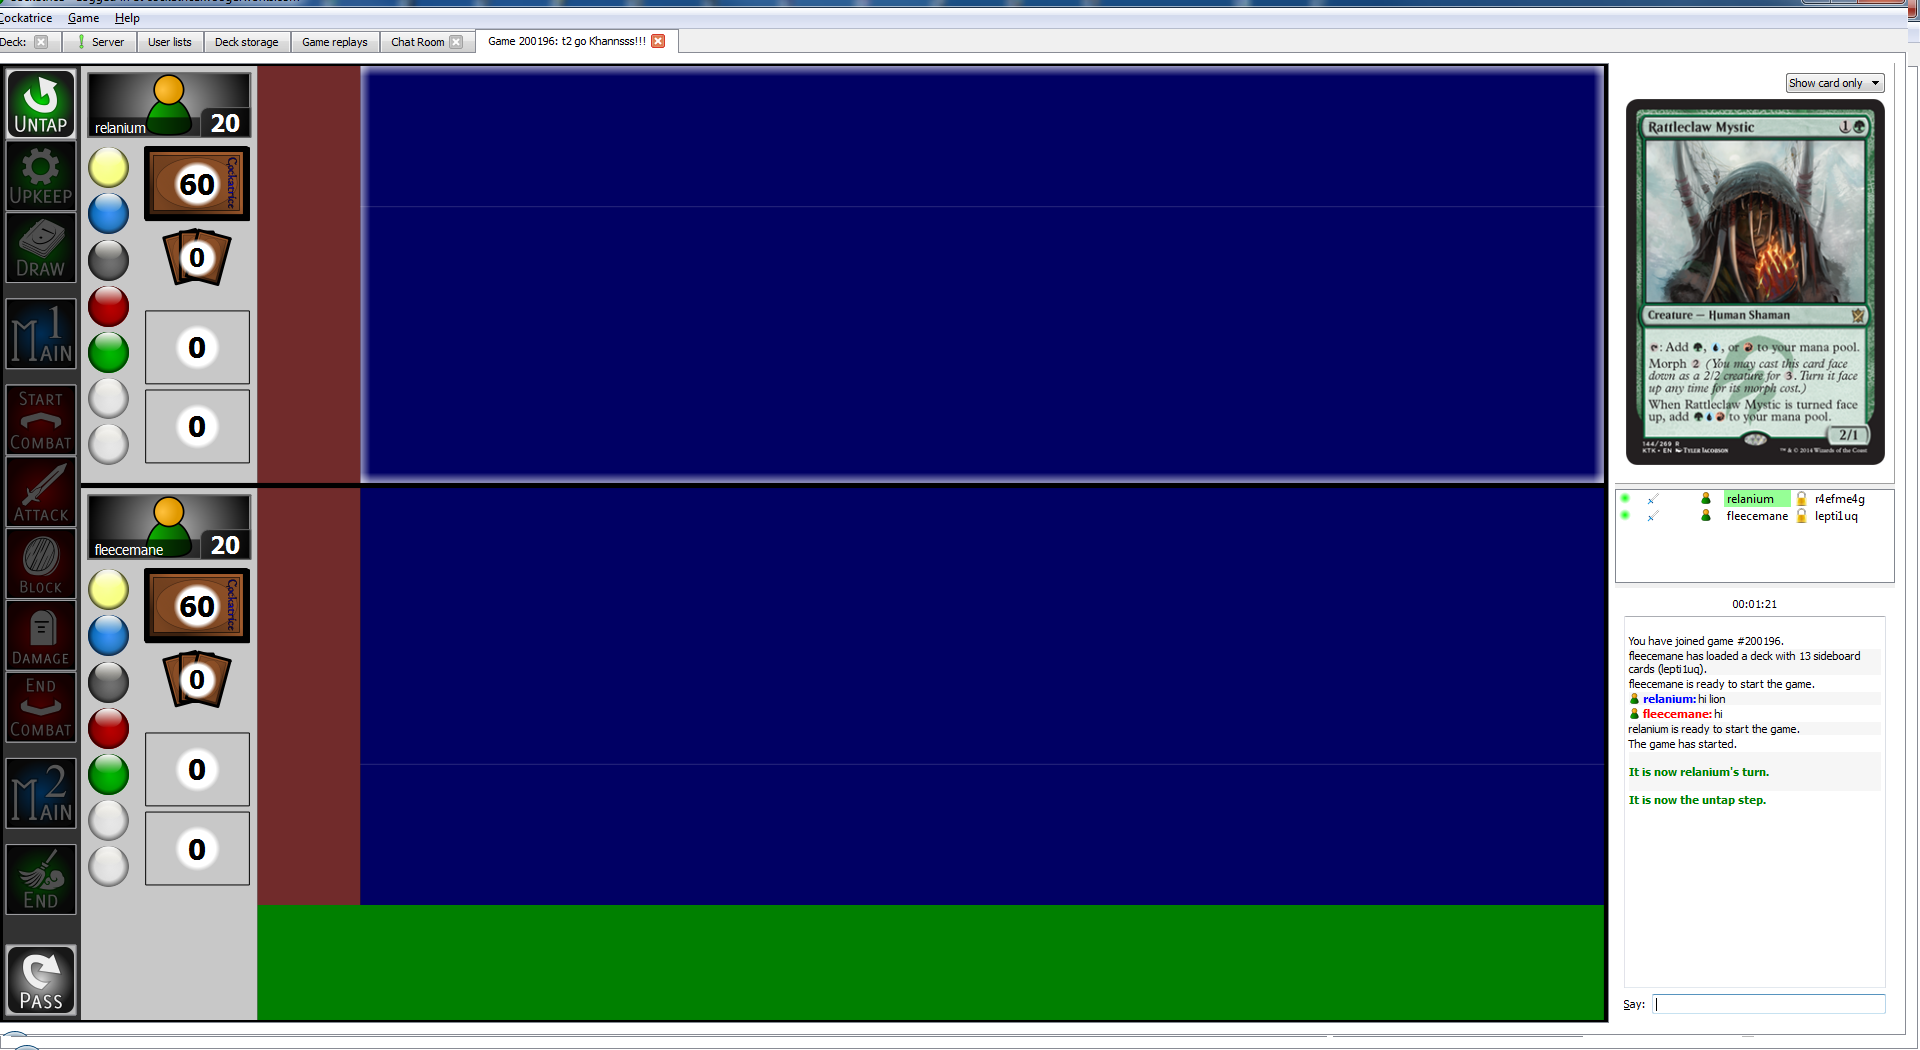 Cockatrice Game Help
Deck: Server User lists Deck storage Game replays Chat Room Game 200196: t2 go Khannsss!!!
UNTAP
UPKEEP
DRAW
MAIN 1
START COMBAT
ATTACK
BLOCK
DAMAGE
END COMBAT
MAIN 2
END
PASS
relanium 20
Cockatrice
60
0
0
0
fleecemane 20
Cockatrice
60
0
0
0
Show card only
Rattleclaw Mystic 1
Creature — Human Shaman
: Add , , or to your mana pool.
Morph 2 (You may cast this card face
down as a 2/2 creature for 3. Turn it face
up any time for its morph cost.)
When Rattleclaw Mystic is turned face
up, add to your mana pool.
2/1
144/269 R
KTK • EN TYLER JACOBSON
™ & © 2014 Wizards of the Coast
relanium r4efme4g
fleecemane lepti1uq
00:01:21
You have joined game #200196.
fleecemane has loaded a deck with 13 sideboard
cards (lepti1uq).
fleecemane is ready to start the game.
relanium: hi lion
fleecemane: hi
relanium is ready to start the game.
The game has started.
It is now relanium's turn.
It is now the untap step.
Say: